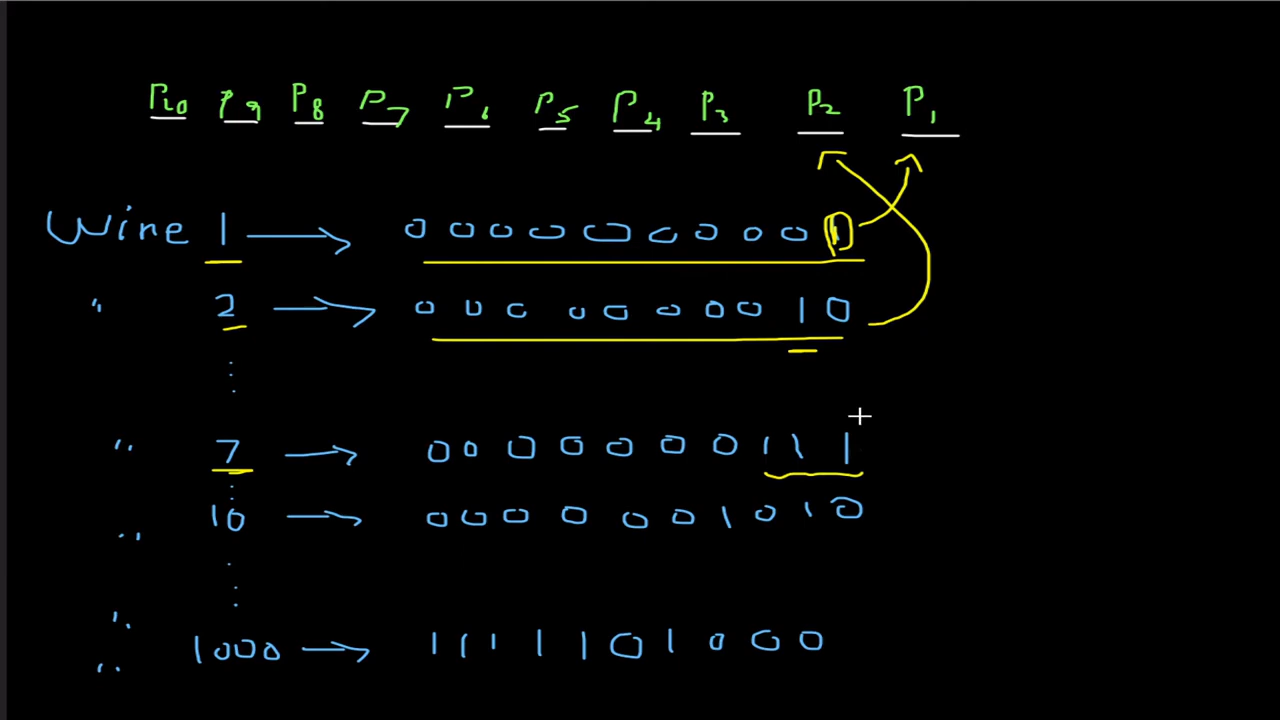 P10 P9 P8 P7 P6 P5 P4 P3 P2 P1
Wine 1 → 0 0 0 0 0 0 0 0 0 1
" 2 → 0 0 0 0 0 0 0 0 1 0
" 7 → 0 0 0 0 0 0 0 1 1 1
" 10 → 0 0 0 0 0 0 1 0 1 0
" 1000 → 1 1 1 1 1 0 1 0 0 0